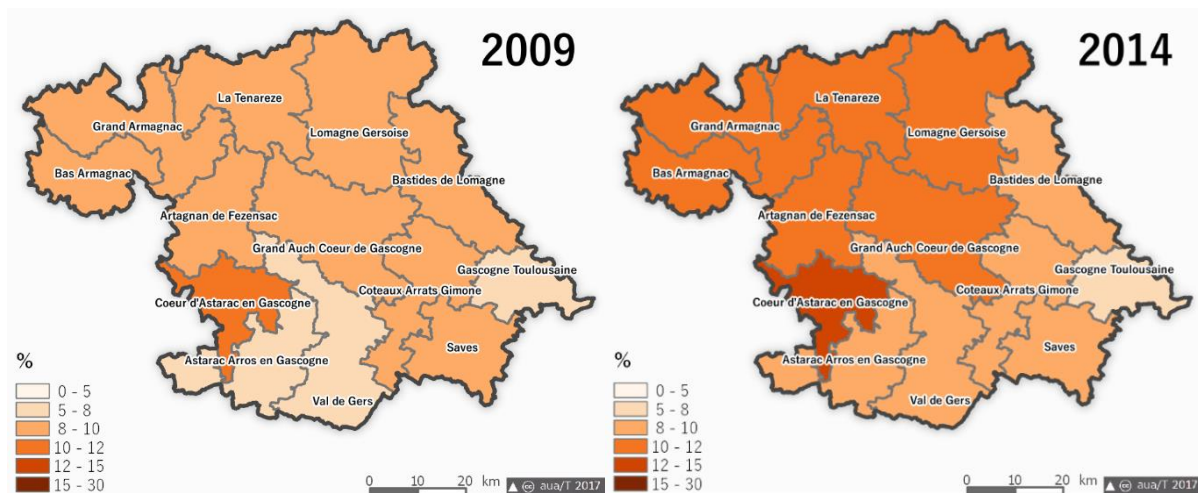 2009
La Tenareze
Grand Armagnac
Lomagne Gersoise
Bas Armagnac
Bastides de Lomagne
Artagnan de Fezensac
Grand Auch Coeur de Gascogne
Gascogne Toulousaine
Coteaux Arrats Gimone
Coeur d'Astarac en Gascogne
Saves
Astarac Arros en Gascogne
Val de Gers
%
0 - 5
5 - 8
8 - 10
10 - 12
12 - 15
15 - 30
0 10 20 km
cc aua/T 2017
2014
La Tenareze
Grand Armagnac
Lomagne Gersoise
Bas Armagnac
Bastides de Lomagne
Artagnan de Fezensac
Grand Auch Coeur de Gascogne
Gascogne Toulousaine
Coteaux Arrats Gimone
Coeur d'Astarac en Gascogne
Saves
Astarac Arros en Gascogne
Val de Gers
%
0 - 5
5 - 8
8 - 10
10 - 12
12 - 15
15 - 30
0 10 20 km
cc aua/T 2017